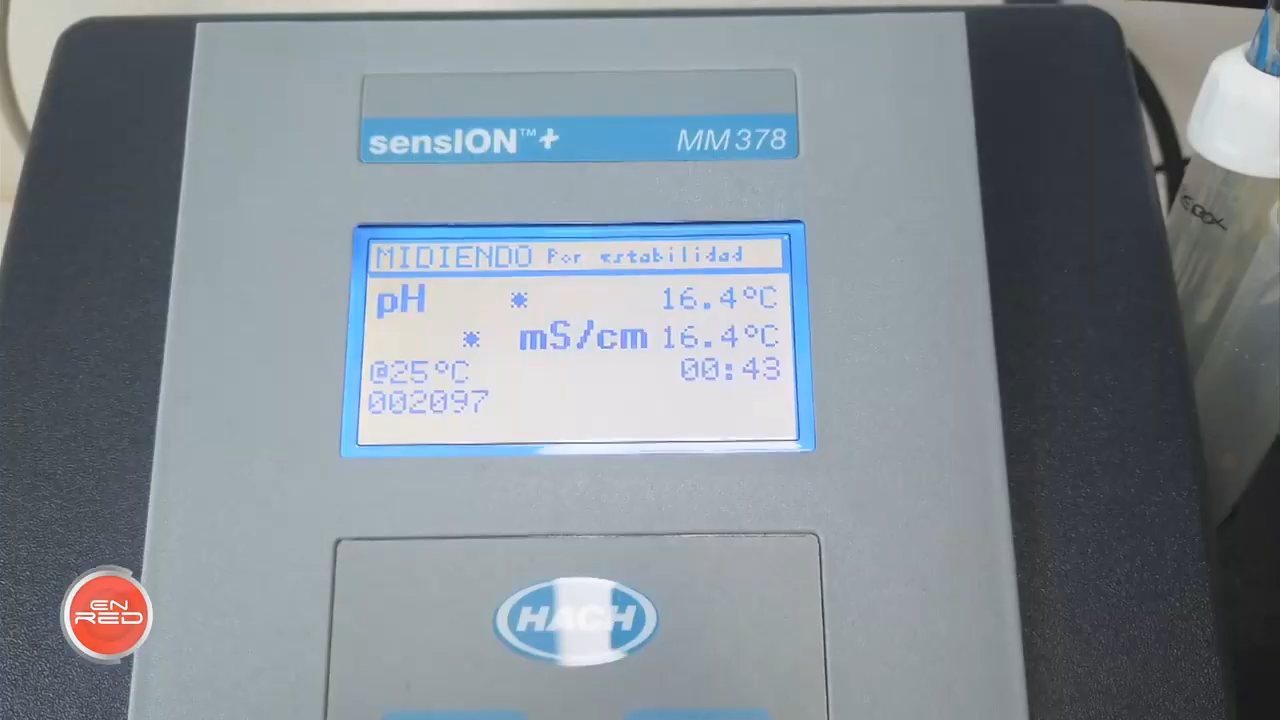 sensION™+ MM378
MIDIENDO Por estabilidad
pH 16.4°C
mS/cm 16.4°C
@25°C 00:43
002097
HACH
EN
RED